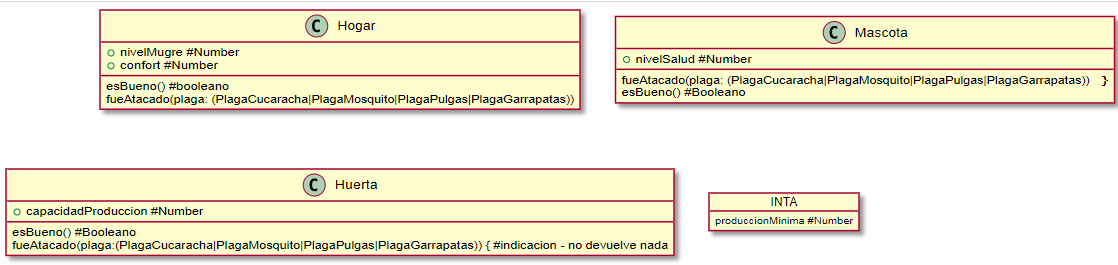 C Hogar
nivelMugre #Number
confort #Number
esBueno() #booleano
fueAtacado(plaga: (PlagaCucaracha|PlagaMosquito|PlagaPulgas|PlagaGarrapatas))
C Mascota
nivelSalud #Number
fueAtacado(plaga: (PlagaCucaracha|PlagaMosquito|PlagaPulgas|PlagaGarrapatas)) }
esBueno() #Booleano
C Huerta
capacidadProduccion #Number
esBueno() #Booleano
fueAtacado(plaga:(PlagaCucaracha|PlagaMosquito|PlagaPulgas|PlagaGarrapatas)) { #indicacion - no devuelve nada
INTA
produccionMinima #Number